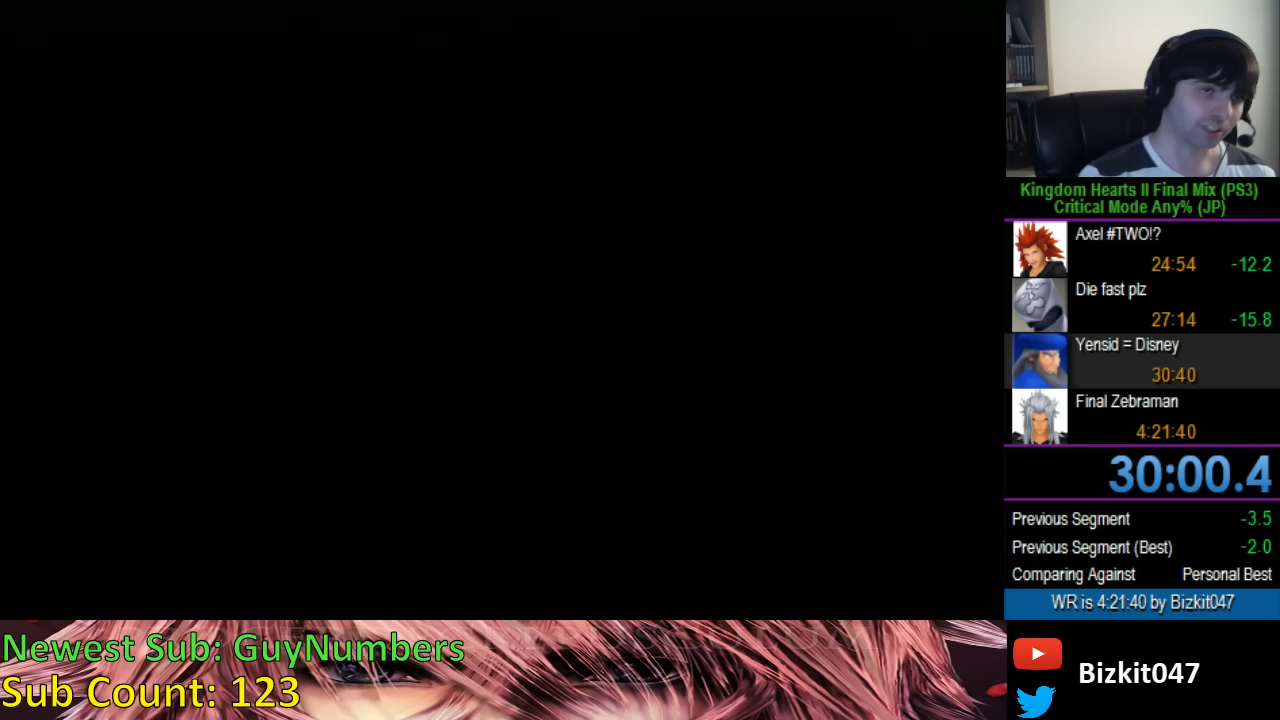 Kingdom Hearts II Final Mix (PS3)
Critical Mode Any% (JP)
Axel #TWO!?
24:54 -12.2
Die fast plz
27:14 -15.8
Yensid = Disney
30:40
Final Zebraman
4:21:40
30:00.4
Previous Segment -3.5
Previous Segment (Best) -2.0
Comparing Against Personal Best
WR is 4:21:40 by Bizkit047
Newest Sub: GuyNumbers
Sub Count: 123
Bizkit047